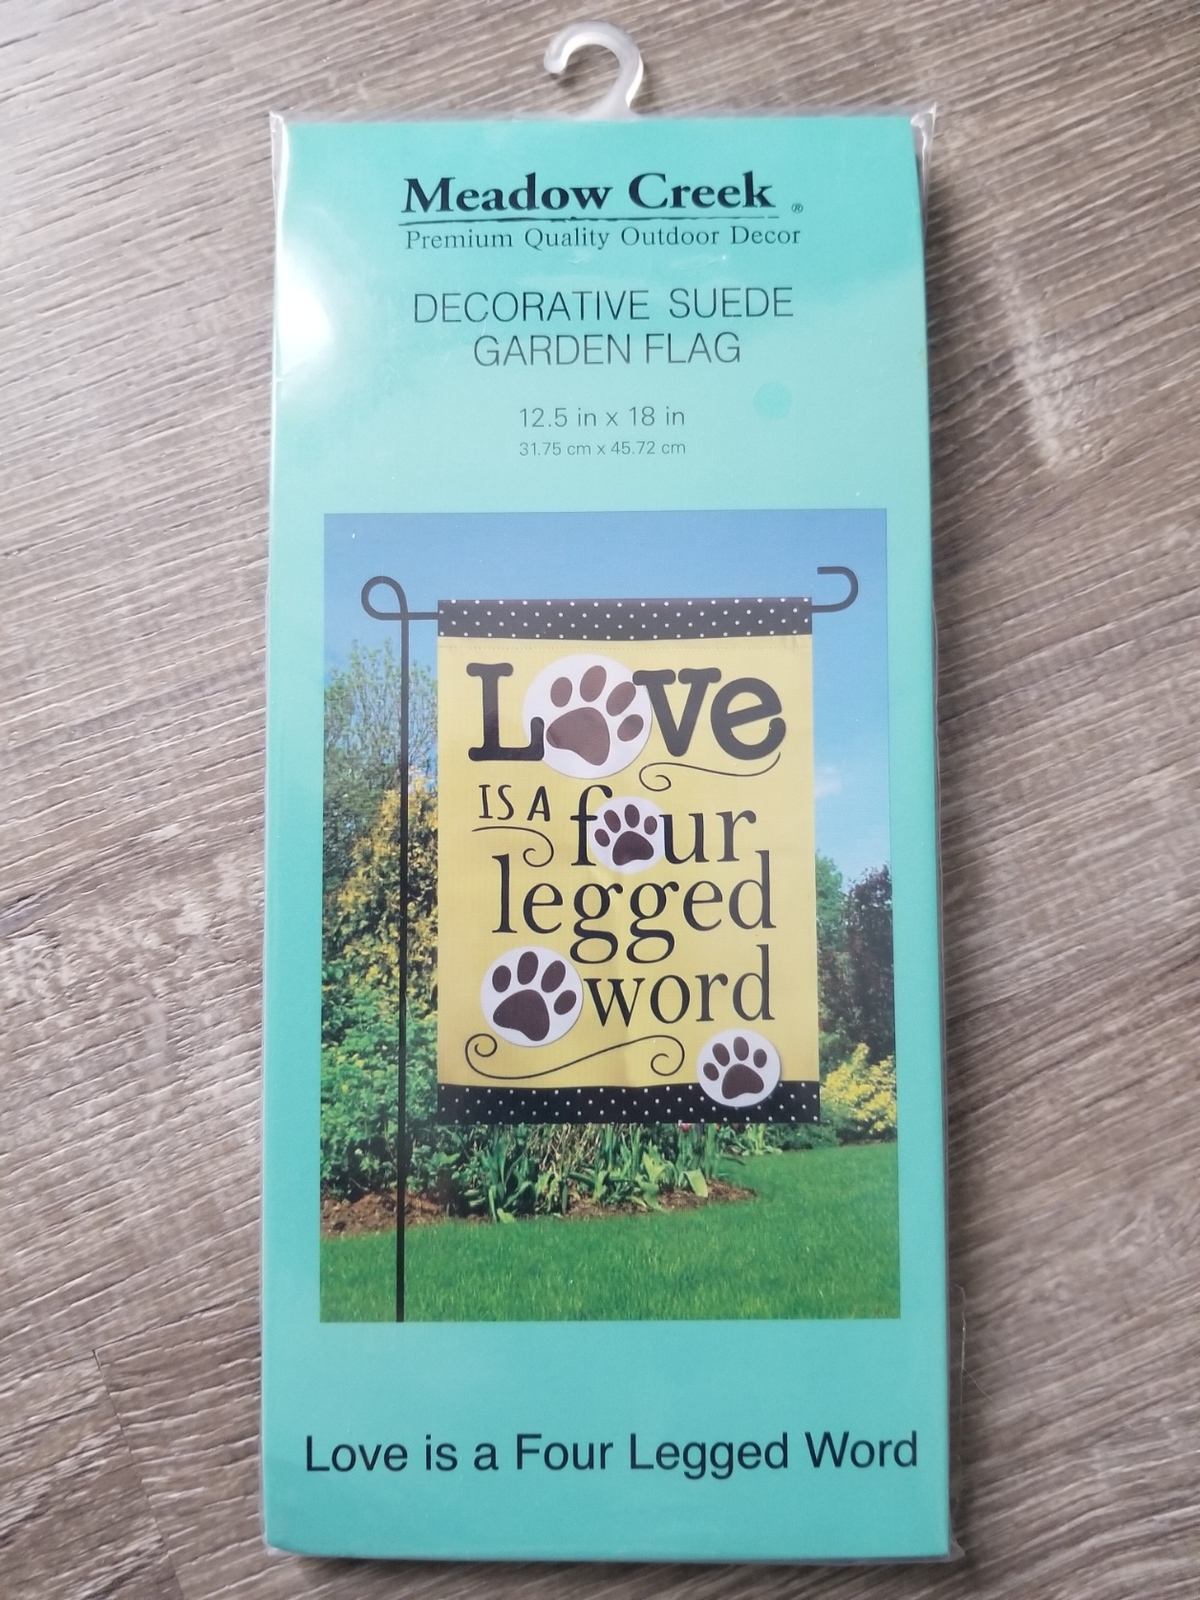 Meadow Creek ®
Premium Quality Outdoor Decor
DECORATIVE SUEDE
GARDEN FLAG
12.5 in x 18 in
31.75 cm x 45.72 cm
Love
IS A four
legged
word
Love is a Four Legged Word